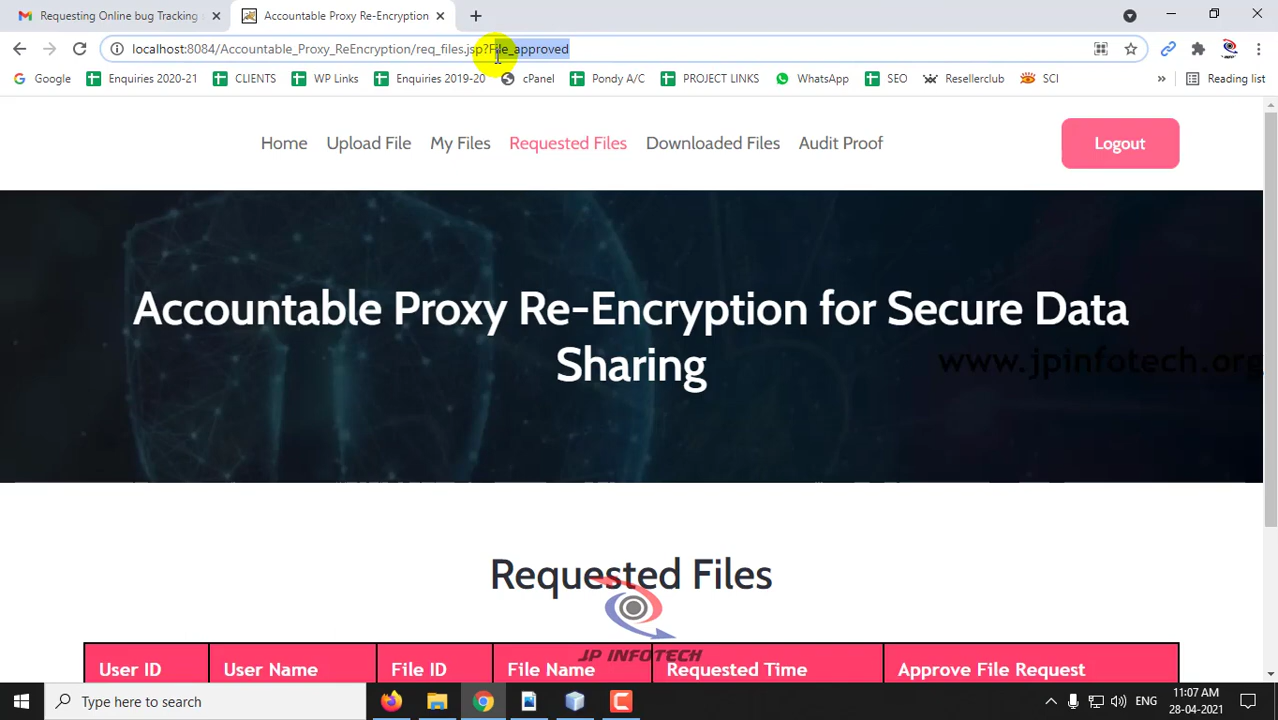 Requesting Online bug Tracking
Accountable Proxy Re-Encryption
localhost:8084/Accountable_Proxy_ReEncryption/req_files.jsp?File_approved
Google
Enquiries 2020-21
CLIENTS
WP Links
Enquiries 2019-20
cPanel
Pondy A/C
PROJECT LINKS
WhatsApp
SEO
Resellerclub
SCI
»
Reading list
Home
Upload File
My Files
Requested Files
Downloaded Files
Audit Proof
Logout
Accountable Proxy Re-Encryption for Secure Data
Sharing
www.jpinfotech.org
Requested Files
JP INFOTECH
User ID
User Name
File ID
File Name
Requested Time
Approve File Request
Type here to search
ENG
11:07 AM
28-04-2021